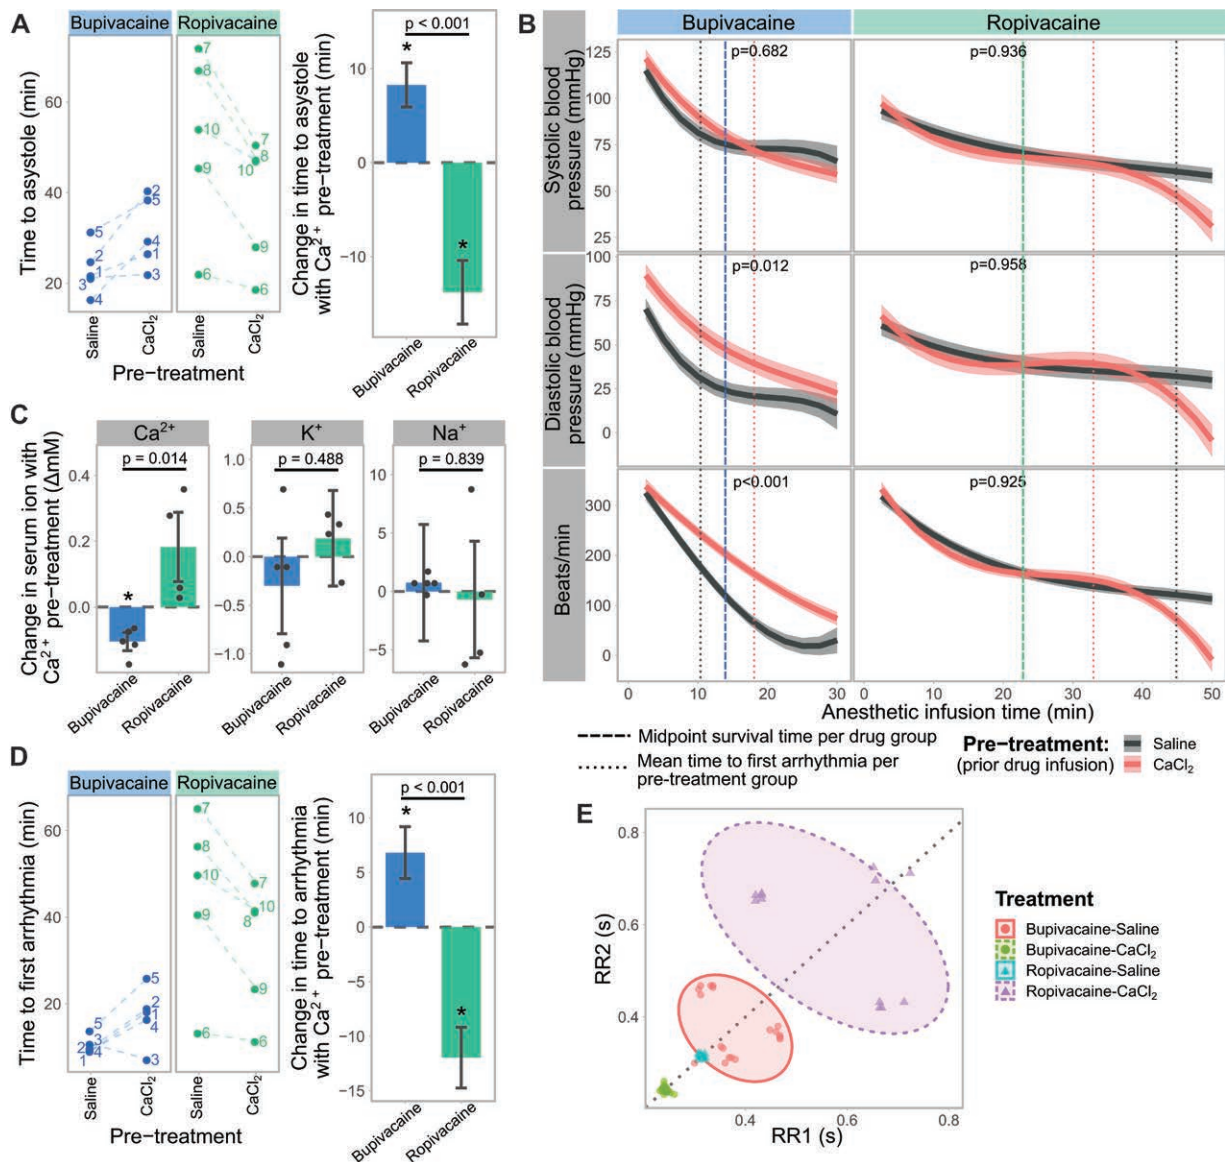 A
Bupivacaine
Ropivacaine
Time to asystole (min)
60
40
20
5
2
1
3
4
2
5
4
1
3
7
8
10
9
6
7
8
10
9
6
Saline
CaCl₂
Saline
CaCl₂
Pre−treatment
p < 0.001
*
*
Change in time to asystole
with Ca²⁺ pre−treatment (min)
10
0
−10
Bupivacaine
Ropivacaine
B
Bupivacaine
Ropivacaine
Systolic blood
pressure (mmHg)
125
100
75
50
25
p=0.682
p=0.936
Diastolic blood
pressure (mmHg)
100
75
50
25
0
p=0.012
p=0.958
Beats/min
300
200
100
0
p<0.001
p=0.925
0
10
20
30
0
10
20
30
40
50
Anesthetic infusion time (min)
Midpoint survival time per drug group
Mean time to first arrhythmia per
pre−treatment group
Pre−treatment:
(prior drug infusion)
Saline
CaCl₂
C
Ca²⁺
K⁺
Na⁺
Change in serum ion with
Ca²⁺ pre−treatment (ΔmM)
p = 0.014
p = 0.488
p = 0.839
0.4
0.2
0.0
*
1.0
0.5
0.0
−0.5
−1.0
10
5
0
−5
Bupivacaine
Ropivacaine
Bupivacaine
Ropivacaine
Bupivacaine
Ropivacaine
D
Bupivacaine
Ropivacaine
Time to first arrhythmia (min)
60
40
20
5
3
2
4
1
5
2
1
4
3
7
8
10
9
6
7
10
8
9
6
Saline
CaCl₂
Saline
CaCl₂
Pre−treatment
p < 0.001
*
*
Change in time to arrhythmia
with Ca²⁺ pre−treatment (min)
10
5
0
−5
−10
−15
Bupivacaine
Ropivacaine
E
RR2 (s)
0.8
0.6
0.4
0.4
0.6
0.8
RR1 (s)
Treatment
Bupivacaine-Saline
Bupivacaine-CaCl₂
Ropivacaine-Saline
Ropivacaine-CaCl₂